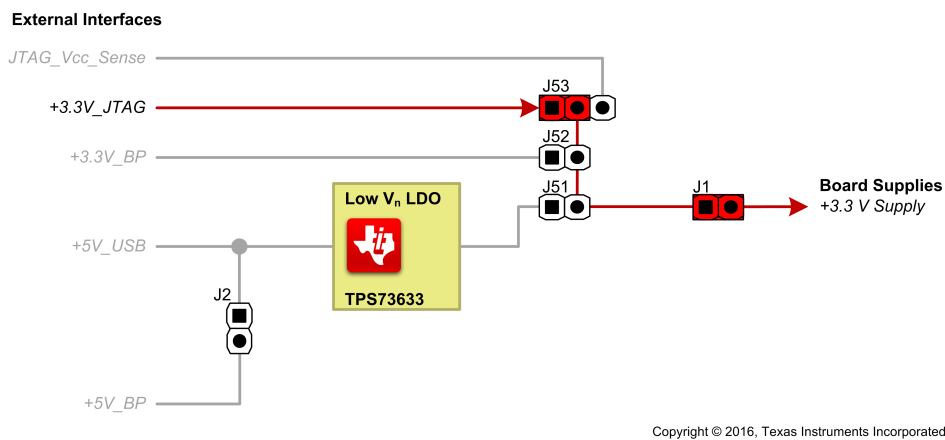 External Interfaces
JTAG_Vcc_Sense
J53
+3.3V_JTAG
J52
+3.3V_BP
J51
J1
Board Supplies
+3.3 V Supply
Low Vn LDO
+5V_USB
TPS73633
J2
+5V_BP
Copyright © 2016, Texas Instruments Incorporated